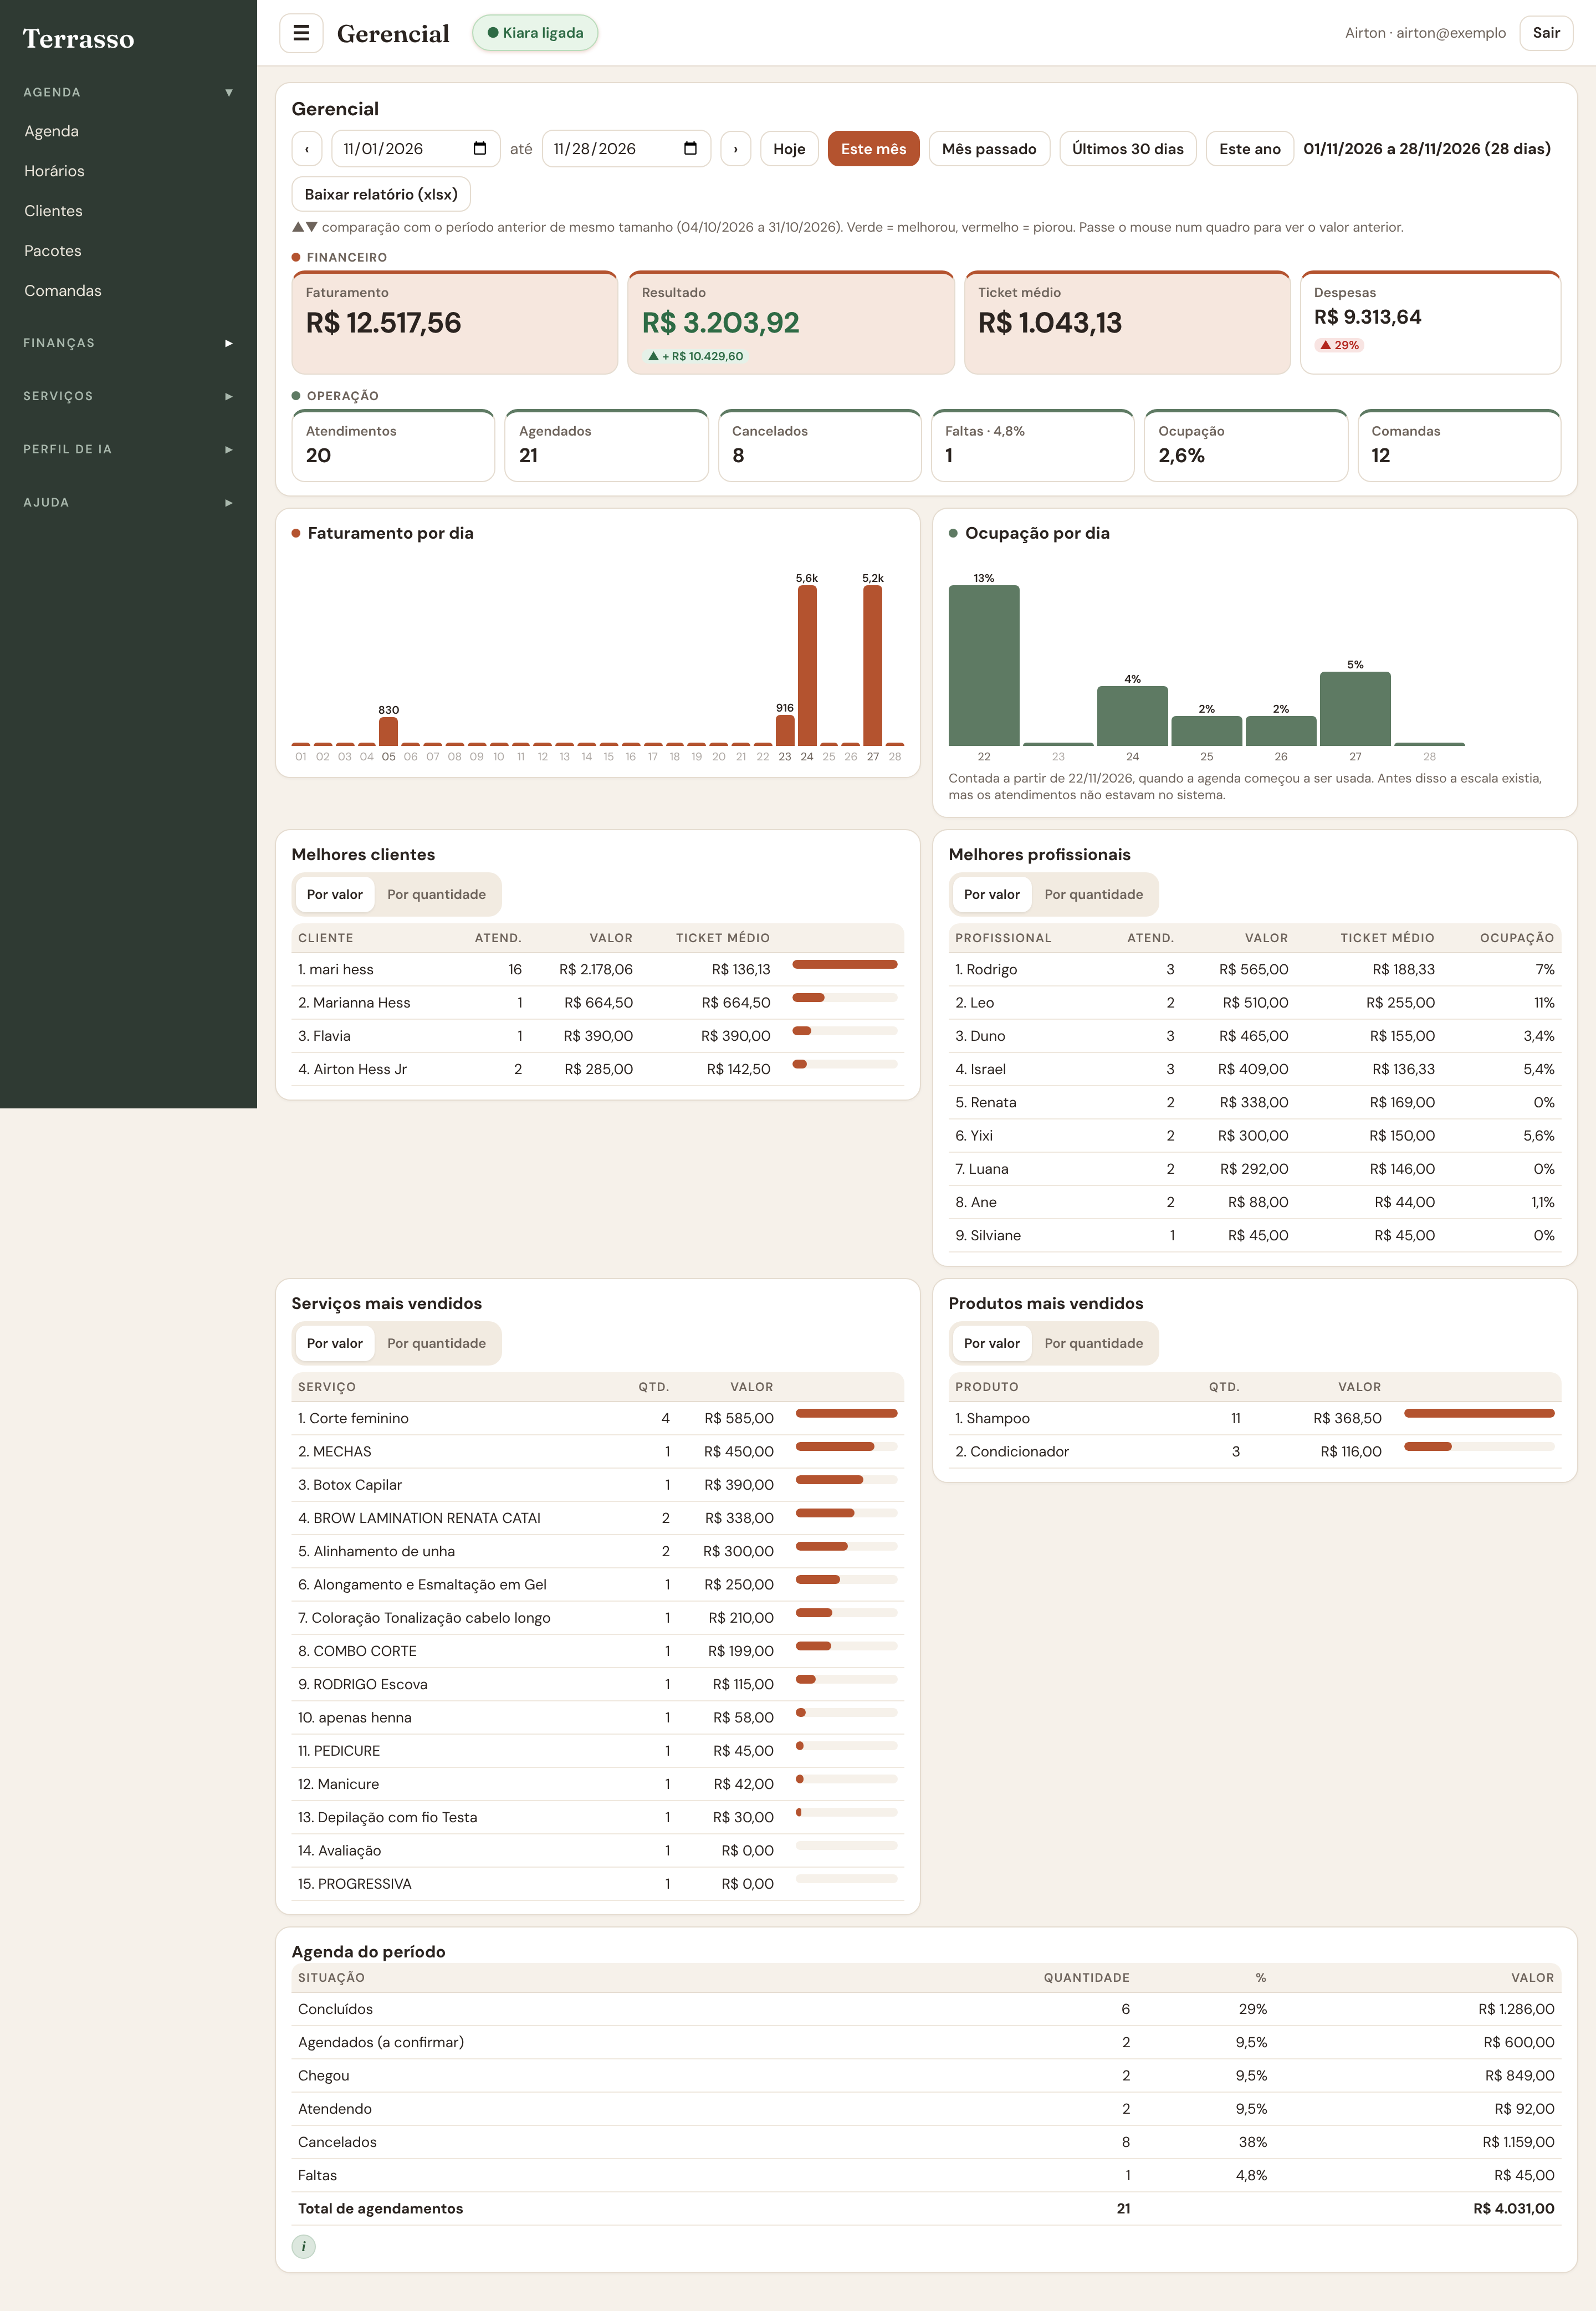 Terrasso
AGENDA ▼
Agenda
Horários
Clientes
Pacotes
Comandas
FINANÇAS ►
SERVIÇOS ►
PERFIL DE IA ►
AJUDA ►
☰ Gerencial ● Kiara ligada Airton · airton@exemplo Sair
Gerencial
‹ 11/01/2026 até 11/28/2026 › Hoje Este mês Mês passado Últimos 30 dias Este ano 01/11/2026 a 28/11/2026 (28 dias)
Baixar relatório (xlsx)
▲▼ comparação com o período anterior de mesmo tamanho (04/10/2026 a 31/10/2026). Verde = melhorou, vermelho = piorou. Passe o mouse num quadro para ver o valor anterior.
FINANCEIRO
Faturamento
R$ 12.517,56
Resultado
R$ 3.203,92
▲ + R$ 10.429,60
Ticket médio
R$ 1.043,13
Despesas
R$ 9.313,64
▲ 29%
OPERAÇÃO
Atendimentos
20
Agendados
21
Cancelados
8
Faltas · 4,8%
1
Ocupação
2,6%
Comandas
12
Faturamento por dia
5,6k 5,2k
830 916
01 02 03 04 05 06 07 08 09 10 11 12 13 14 15 16 17 18 19 20 21 22 23 24 25 26 27 28
Ocupação por dia
13%
5%
4%
2% 2%
22 23 24 25 26 27 28
Contada a partir de 22/11/2026, quando a agenda começou a ser usada. Antes disso a escala existia,
mas os atendimentos não estavam no sistema.
Melhores clientes
Por valor Por quantidade
CLIENTE ATEND. VALOR TICKET MÉDIO
1. mari hess 16 R$ 2.178,06 R$ 136,13
2. Marianna Hess 1 R$ 664,50 R$ 664,50
3. Flavia 1 R$ 390,00 R$ 390,00
4. Airton Hess Jr 2 R$ 285,00 R$ 142,50
Melhores profissionais
Por valor Por quantidade
PROFISSIONAL ATEND. VALOR TICKET MÉDIO OCUPAÇÃO
1. Rodrigo 3 R$ 565,00 R$ 188,33 7%
2. Leo 2 R$ 510,00 R$ 255,00 11%
3. Duno 3 R$ 465,00 R$ 155,00 3,4%
4. Israel 3 R$ 409,00 R$ 136,33 5,4%
5. Renata 2 R$ 338,00 R$ 169,00 0%
6. Yixi 2 R$ 300,00 R$ 150,00 5,6%
7. Luana 2 R$ 292,00 R$ 146,00 0%
8. Ane 2 R$ 88,00 R$ 44,00 1,1%
9. Silviane 1 R$ 45,00 R$ 45,00 0%
Serviços mais vendidos
Por valor Por quantidade
SERVIÇO QTD. VALOR
1. Corte feminino 4 R$ 585,00
2. MECHAS 1 R$ 450,00
3. Botox Capilar 1 R$ 390,00
4. BROW LAMINATION RENATA CATAI 2 R$ 338,00
5. Alinhamento de unha 2 R$ 300,00
6. Alongamento e Esmaltação em Gel 1 R$ 250,00
7. Coloração Tonalização cabelo longo 1 R$ 210,00
8. COMBO CORTE 1 R$ 199,00
9. RODRIGO Escova 1 R$ 115,00
10. apenas henna 1 R$ 58,00
11. PEDICURE 1 R$ 45,00
12. Manicure 1 R$ 42,00
13. Depilação com fio Testa 1 R$ 30,00
14. Avaliação 1 R$ 0,00
15. PROGRESSIVA 1 R$ 0,00
Produtos mais vendidos
Por valor Por quantidade
PRODUTO QTD. VALOR
1. Shampoo 11 R$ 368,50
2. Condicionador 3 R$ 116,00
Agenda do período
SITUAÇÃO QUANTIDADE % VALOR
Concluídos 6 29% R$ 1.286,00
Agendados (a confirmar) 2 9,5% R$ 600,00
Chegou 2 9,5% R$ 849,00
Atendendo 2 9,5% R$ 92,00
Cancelados 8 38% R$ 1.159,00
Faltas 1 4,8% R$ 45,00
Total de agendamentos 21 R$ 4.031,00
i